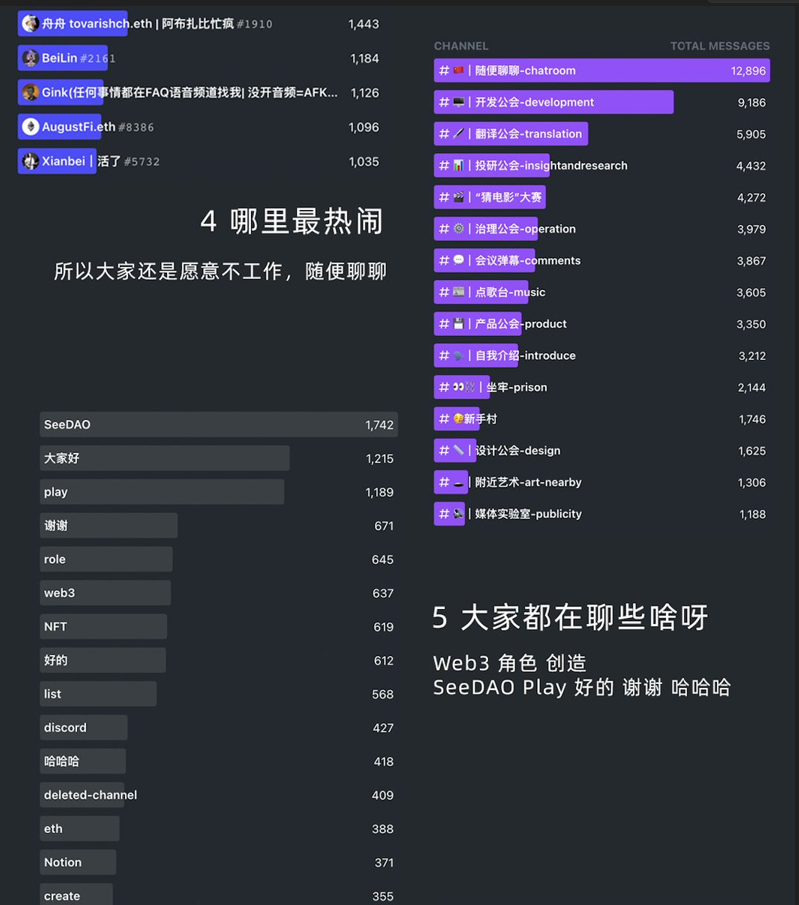 舟舟 tovarishch.eth | 阿布扎比忙疯 #1910 1,443
BeiLin #2161 1,184
Gink(任何事情都在FAQ语音频道找我| 没开音频=AFK... 1,126
AugustFi.eth #8386 1,096
Xianbei | 活了 #5732 1,035
4 哪里最热闹
所以大家还是愿意不工作，随便聊聊
CHANNEL TOTAL MESSAGES
# | 随便聊聊-chatroom 12,896
# | 开发公会-development 9,186
# | 翻译公会-translation 5,905
# | 投研公会-insightandresearch 4,432
# | “猜电影”大赛 4,272
# | 治理公会-operation 3,979
# | 会议弹幕-comments 3,867
# | 点歌台-music 3,605
# | 产品公会-product 3,350
# | 自我介绍-introduce 3,212
# | 坐牢-prison 2,144
# 新手村 1,746
# | 设计公会-design 1,625
# | 附近艺术-art-nearby 1,306
# | 媒体实验室-publicity 1,188
SeeDAO 1,742
大家好 1,215
play 1,189
谢谢 671
role 645
web3 637
NFT 619
好的 612
list 568
discord 427
哈哈哈 418
deleted-channel 409
eth 388
Notion 371
create 355
5 大家都在聊些啥呀
Web3 角色 创造
SeeDAO Play 好的 谢谢 哈哈哈